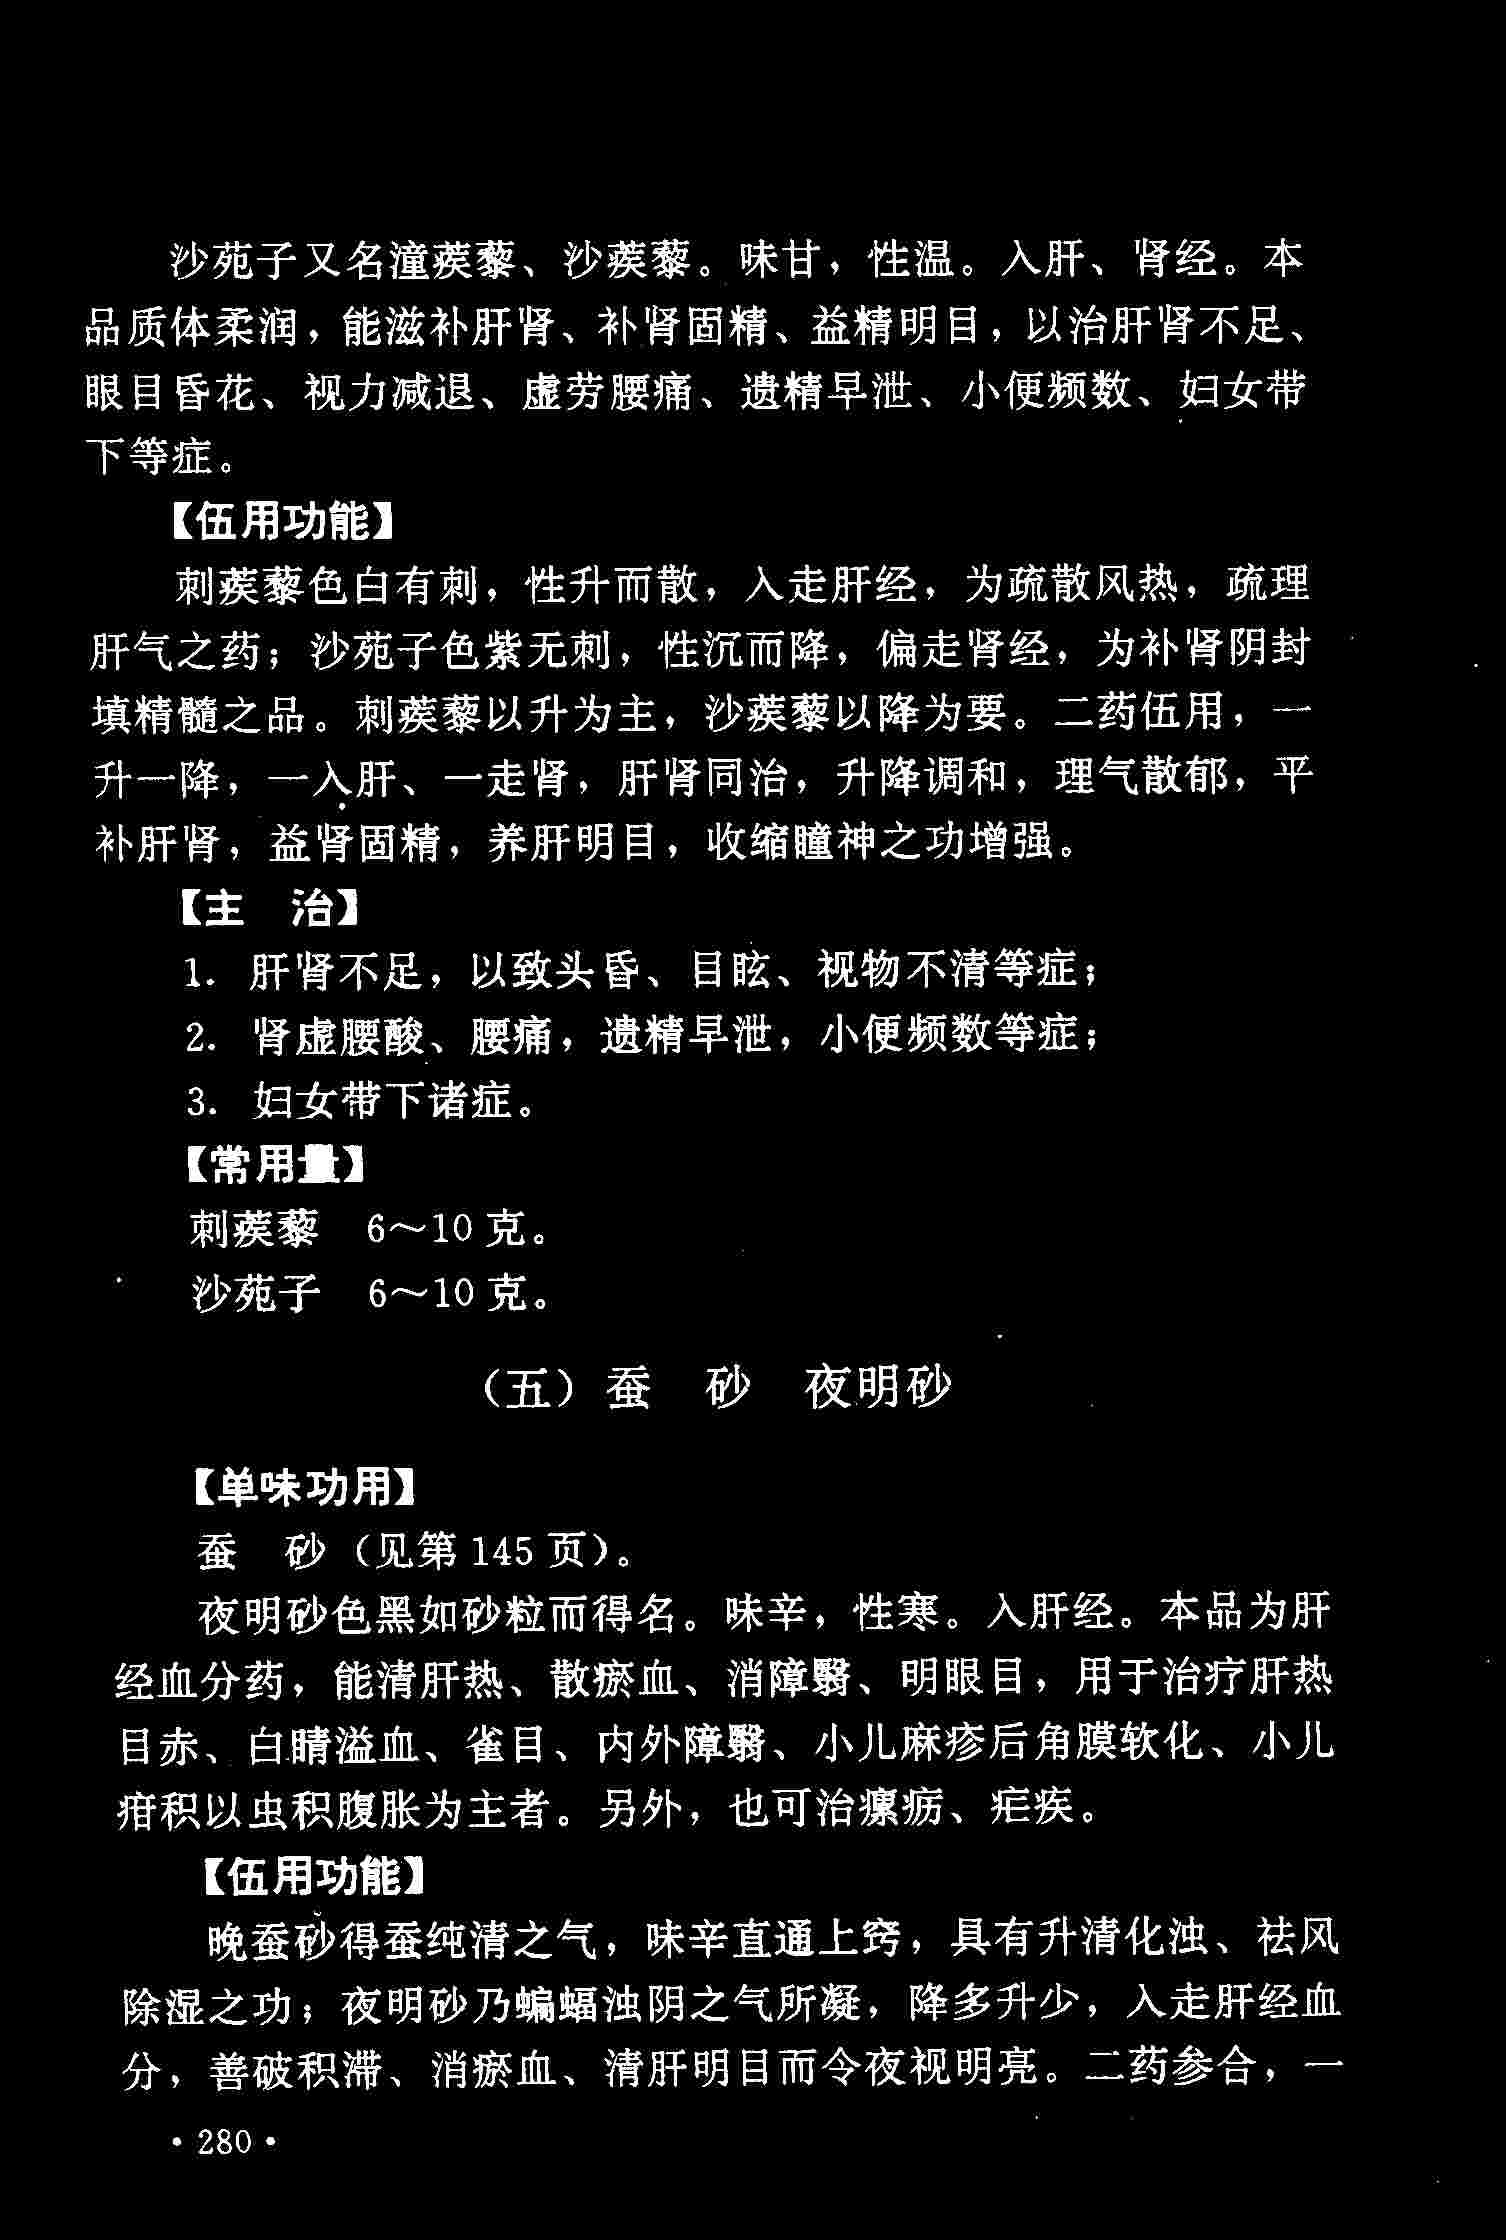 沙苑子又名潼蒺藜、沙蒺藜。味甘，性温。入肝、肾经。本
品质体柔润，能滋补肝肾、补肾固精、益精明目，以治肝肾不足、
眼目昏花、视力减退、虚劳腰痛、遗精早泄、小便频数、妇女带
下等症。
【伍用功能】
刺蒺藜色白有刺，性升而散，入走肝经，为疏散风热，疏理
肝气之药；沙苑子色紫无刺，性沉而降，偏走肾经，为补肾阴封
填精髓之品。刺蒺藜以升为主，沙蒺藜以降为要。二药伍用，一
升一降，一入肝、一走肾，肝肾同治，升降调和，理气散郁，平
补肝肾，益肾固精，养肝明目，收缩瞳神之功增强。
【主　治】
1. 肝肾不足，以致头昏、目眩、视物不清等症；
2. 肾虚腰酸、腰痛，遗精早泄，小便频数等症；
3. 妇女带下诸症。
【常用量】
刺蒺藜　6～10 克。
沙苑子　6～10 克。
（五）蚕　砂　夜明砂
【单味功用】
蚕　砂（见第 145 页）。
夜明砂色黑如砂粒而得名。味辛，性寒。入肝经。本品为肝
经血分药，能清肝热、散瘀血、消障翳、明眼目，用于治疗肝热
目赤、白睛溢血、雀目、内外障翳、小儿麻疹后角膜软化、小儿
疳积以虫积腹胀为主者。另外，也可治瘰疬、疟疾。
【伍用功能】
晚蚕砂得蚕纯清之气，味辛直通上窍，具有升清化浊、祛风
除湿之功；夜明砂乃蝙蝠浊阴之气所凝，降多升少，入走肝经血
分，善破积滞、消瘀血、清肝明目而令夜视明亮。二药参合，一
· 280 ·